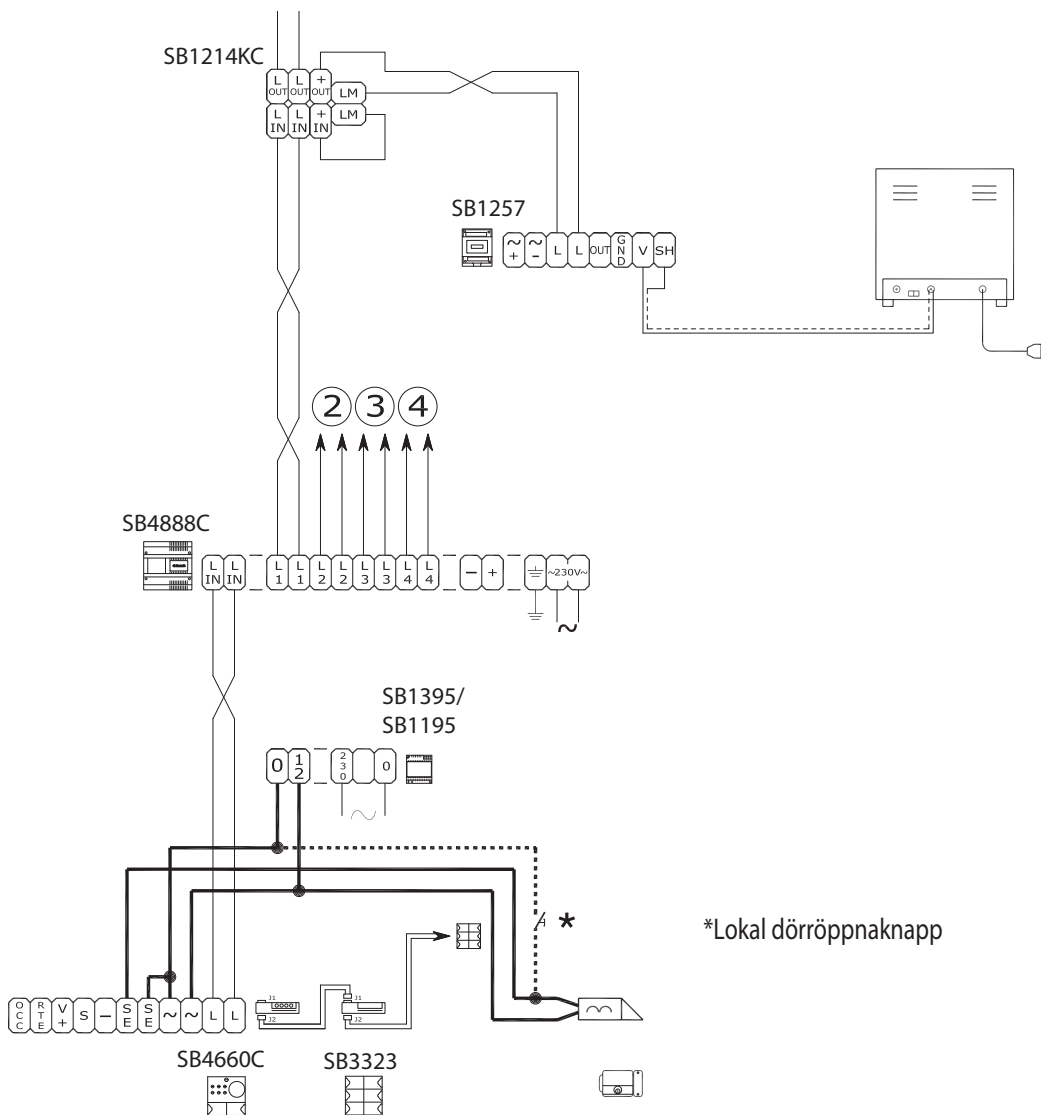 SB1214KC
L OUT L OUT + OUT LM
L IN L IN + IN LM
SB1257
~ + ~ - L L OUT GND V SH
2 3 4
SB4888C
L IN L IN L 1 L 1 L 2 L 2 L 3 L 3 L 4 L 4 − + ~230V~
~
SB1395/
SB1195
0 12 230 0
*
*Lokal dörröppnaknapp
J1 J1
OCC RTE V+ S − SE SE ~ ~ L L
J2 J2
SB4660C SB3323